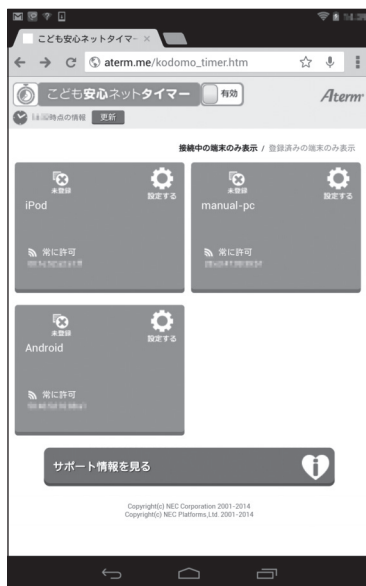 こども安心ネットタイマー ×
aterm.me/kodomo_timer.htm
こども安心ネットタイマー 有効 Aterm
時点の情報 更新
接続中の端末のみ表示 / 登録済みの端末のみ表示
未登録 設定する
iPod
常に許可
未登録 設定する
manual-pc
常に許可
未登録 設定する
Android
常に許可
サポート情報を見る
Copyright(c) NEC Corporation 2001-2014
Copyright(c) NEC Platforms,Ltd. 2001-2014